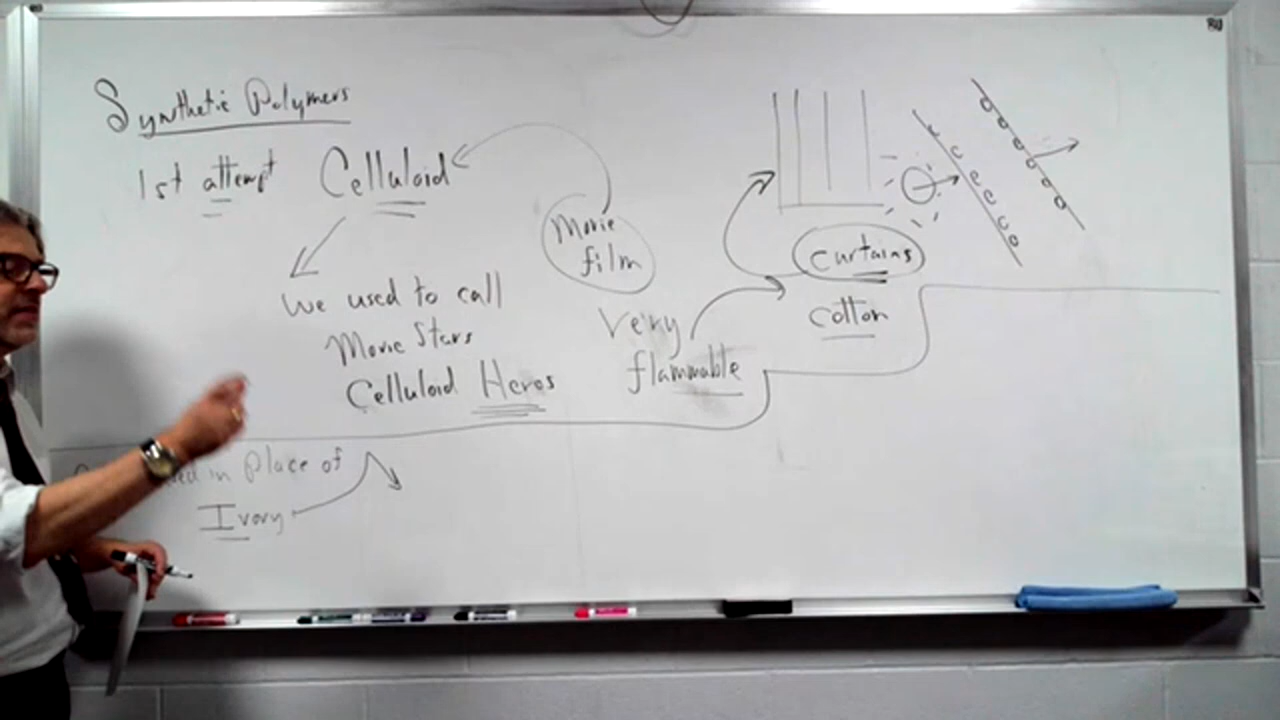 Synthetic Polymers
1st attempt Celluloid
Movie
film
we used to call
Movie Stars
Celluloid Heros
Very
flammable
curtains
cotton
in Place of
Ivory